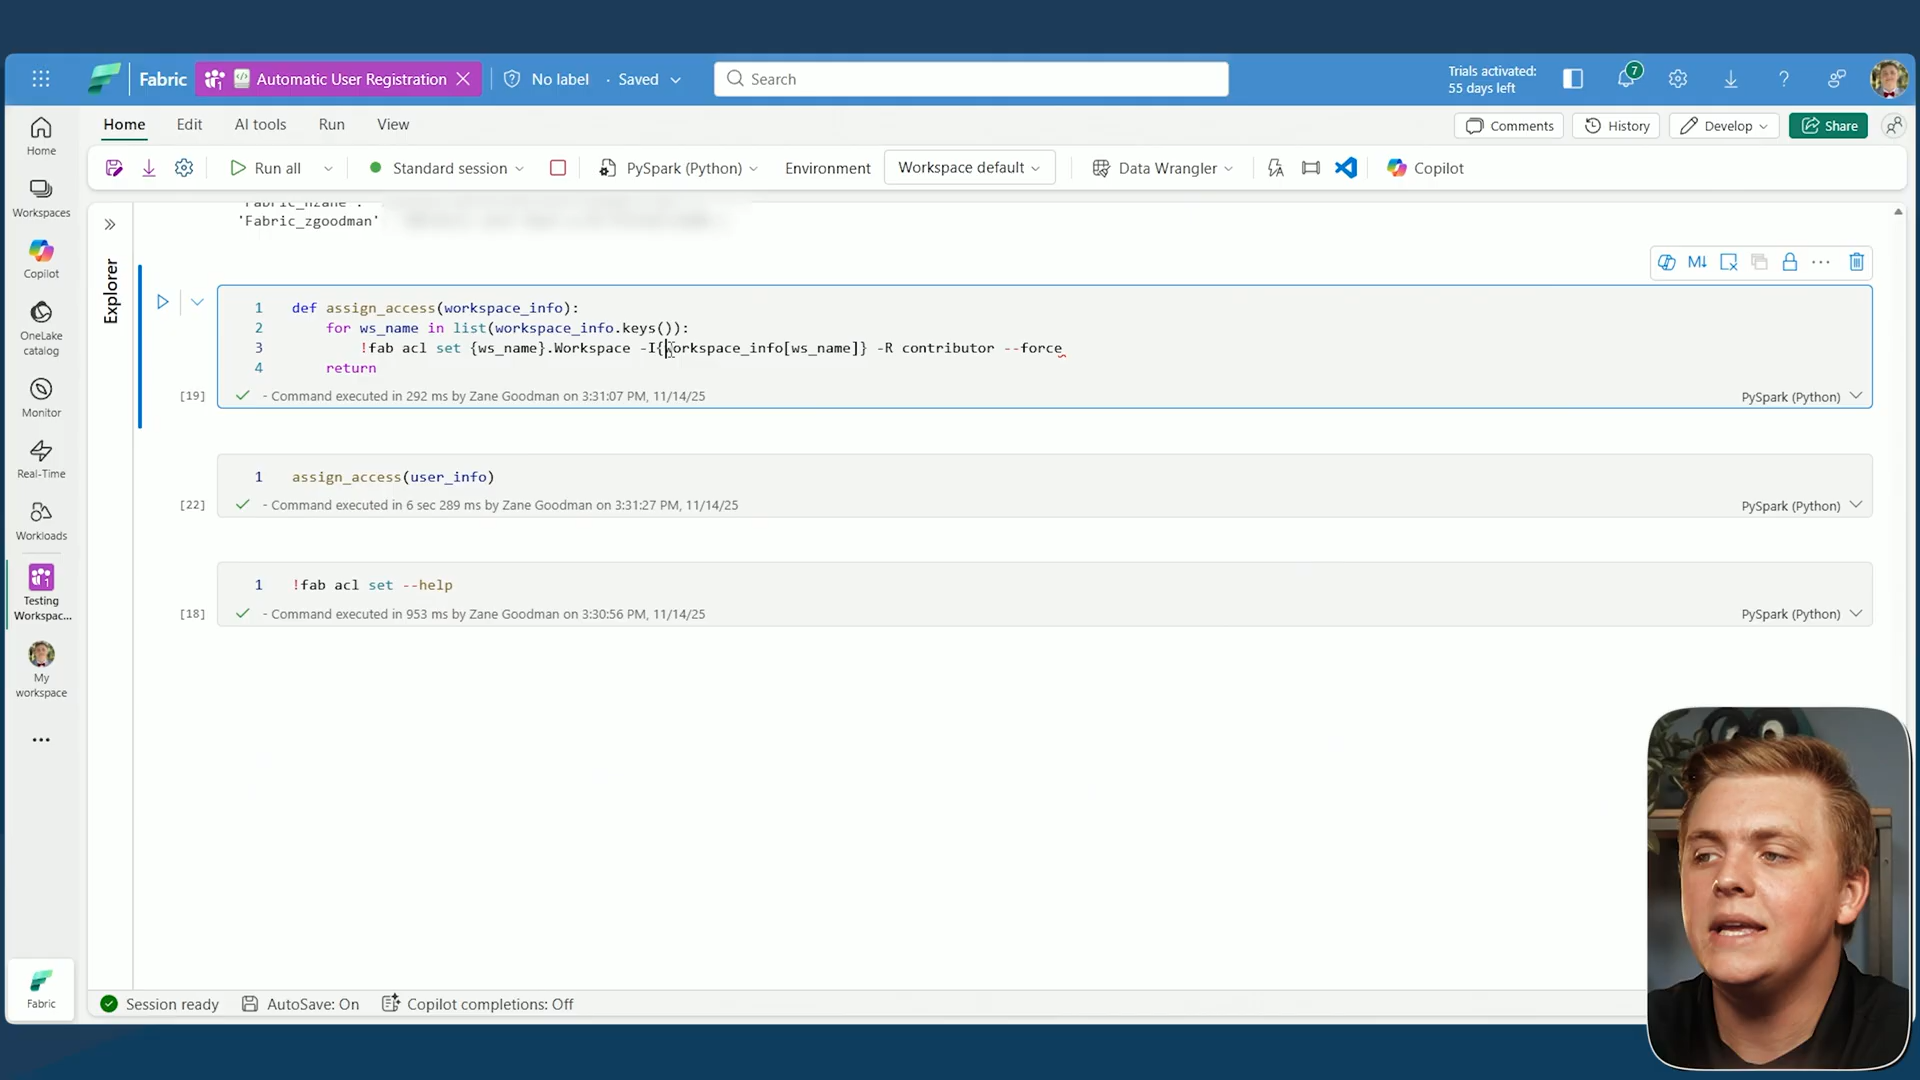 Fabric
Automatic User Registration
No label
Saved
Search
Trials activated:
55 days left
7
Home Edit AI tools Run View
Comments
History
Develop
Share
Run all
Standard session
PySpark (Python)
Environment
Workspace default
Data Wrangler
Copilot
Home
Workspaces
Copilot
OneLake
catalog
Monitor
Real-Time
Workloads
Testing
Workspac...
My
workspace
Fabric
Explorer
'Fabric_nzane':
'Fabric_zgoodman'
M↓
1 def assign_access(workspace_info):
2 for ws_name in list(workspace_info.keys()):
3 !fab acl set {ws_name}.Workspace -I{workspace_info[ws_name]} -R contributor --force
4 return
[19] - Command executed in 292 ms by Zane Goodman on 3:31:07 PM, 11/14/25 PySpark (Python)
1 assign_access(user_info)
[22] - Command executed in 6 sec 289 ms by Zane Goodman on 3:31:27 PM, 11/14/25 PySpark (Python)
1 !fab acl set --help
[18] - Command executed in 953 ms by Zane Goodman on 3:30:56 PM, 11/14/25 PySpark (Python)
Session ready
AutoSave: On
Copilot completions: Off